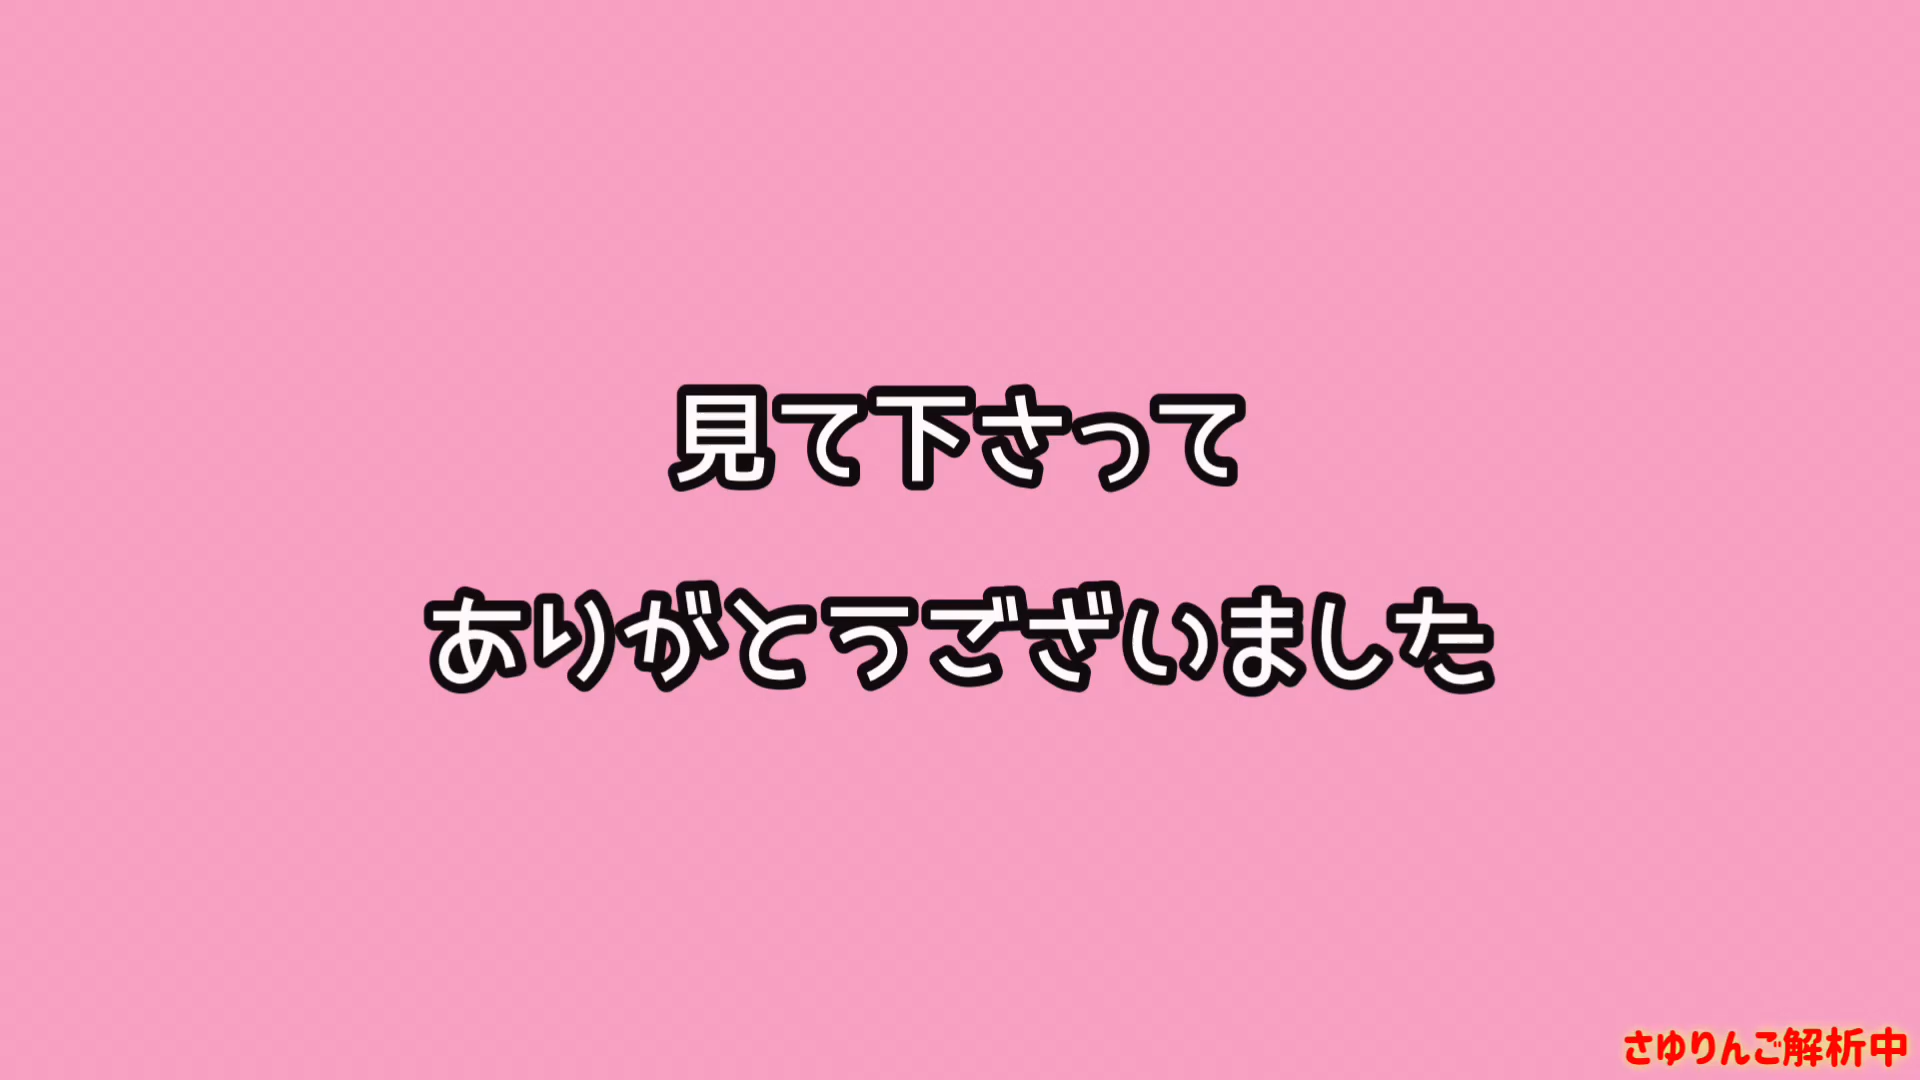 見て下さって
ありがとうございました
さゆりんご解析中